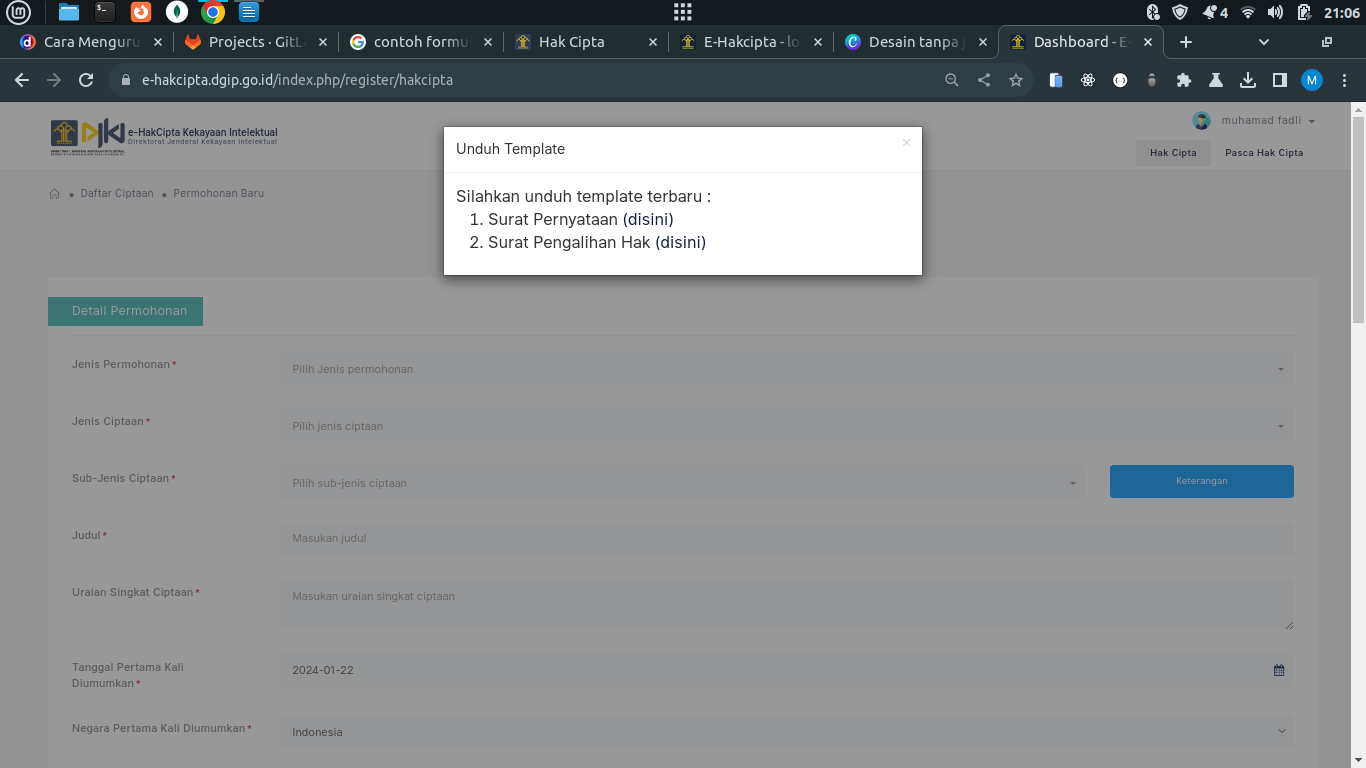 4
21:06
Cara Menguru
Projects · GitL
contoh formu
Hak Cipta
E-Hakcipta - lo
Desain tanpa j
Dashboard - E-
e-hakcipta.dgip.go.id/index.php/register/hakcipta
M
e-HakCipta Kekayaan Intelektual
Direktorat Jenderal Kekayaan Intelektual
muhamad fadli
Hak Cipta
Pasca Hak Cipta
Daftar Ciptaan
Permohonan Baru
Unduh Template
×
Silahkan unduh template terbaru :
1. Surat Pernyataan (disini)
2. Surat Pengalihan Hak (disini)
Detail Permohonan
Jenis Permohonan*
Pilih Jenis permohonan
Jenis Ciptaan*
Pilih jenis ciptaan
Sub-Jenis Ciptaan*
Pilih sub-jenis ciptaan
Keterangan
Judul*
Masukan judul
Uraian Singkat Ciptaan*
Masukan uraian singkat ciptaan
Tanggal Pertama Kali
Diumumkan*
2024-01-22
Negara Pertama Kali Diumumkan*
Indonesia